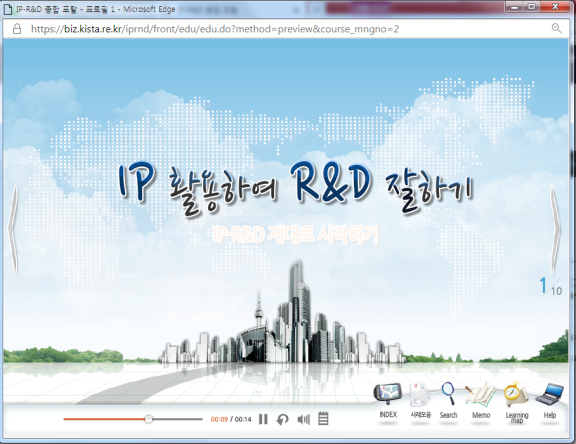 IP-R&D 종합 포탈 - 프로필 1 - Microsoft Edge
https://biz.kista.re.kr/iprnd/front/edu/edu.do?method=preview&course_mngno=2
IP 활용하여 R&D 잘하기
IP-R&D 제대로 시작하기
1 10
00:09 / 00:14
INDEX 사례모음 Search Memo Learning map Help